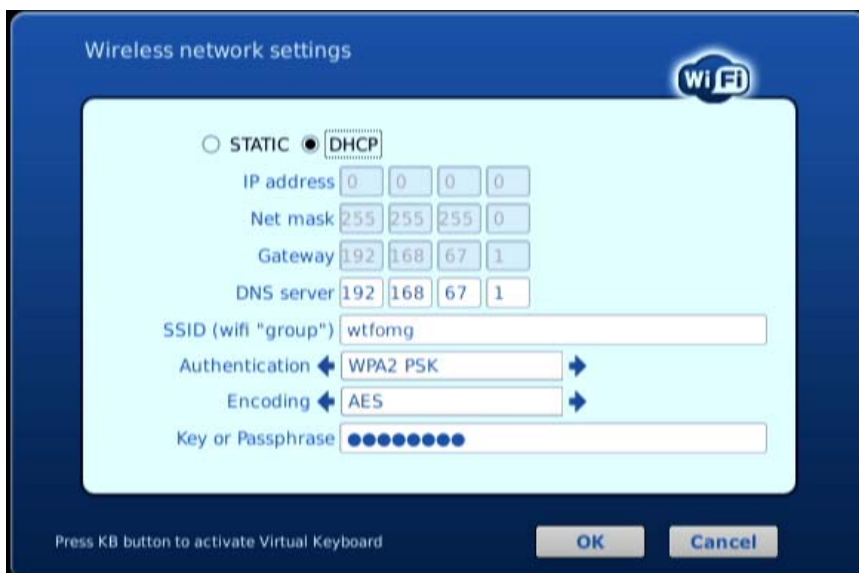 Wireless network settings
WiFi
STATIC DHCP
IP address 0 0 0 0
Net mask 255 255 255 0
Gateway 192 168 67 1
DNS server 192 168 67 1
SSID (wifi "group") wtfomg
Authentication WPA2 PSK
Encoding AES
Key or Passphrase ●●●●●●●●
Press KB button to activate Virtual Keyboard OK Cancel